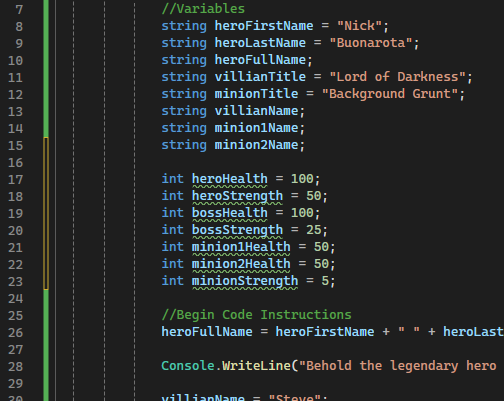 7 //Variables
8 string heroFirstName = "Nick";
9 string heroLastName = "Buonarota";
10 string heroFullName;
11 string villianTitle = "Lord of Darkness";
12 string minionTitle = "Background Grunt";
13 string villianName;
14 string minion1Name;
15 string minion2Name;
16
17 int heroHealth = 100;
18 int heroStrength = 50;
19 int bossHealth = 100;
20 int bossStrength = 25;
21 int minion1Health = 50;
22 int minion2Health = 50;
23 int minionStrength = 5;
24
25 //Begin Code Instructions
26 heroFullName = heroFirstName + " " + heroLast
27
28 Console.WriteLine("Behold the legendary hero
29
30 villianName = "Steve";